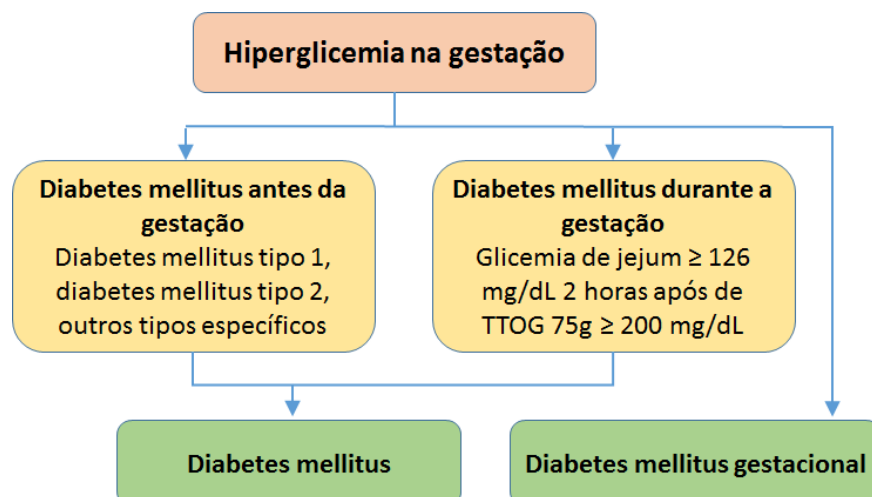 Hiperglicemia na gestação
Diabetes mellitus antes da
gestação
Diabetes mellitus tipo 1,
diabetes mellitus tipo 2,
outros tipos específicos
Diabetes mellitus durante a
gestação
Glicemia de jejum ≥ 126
mg/dL 2 horas após de
TTOG 75g ≥ 200 mg/dL
Diabetes mellitus
Diabetes mellitus gestacional